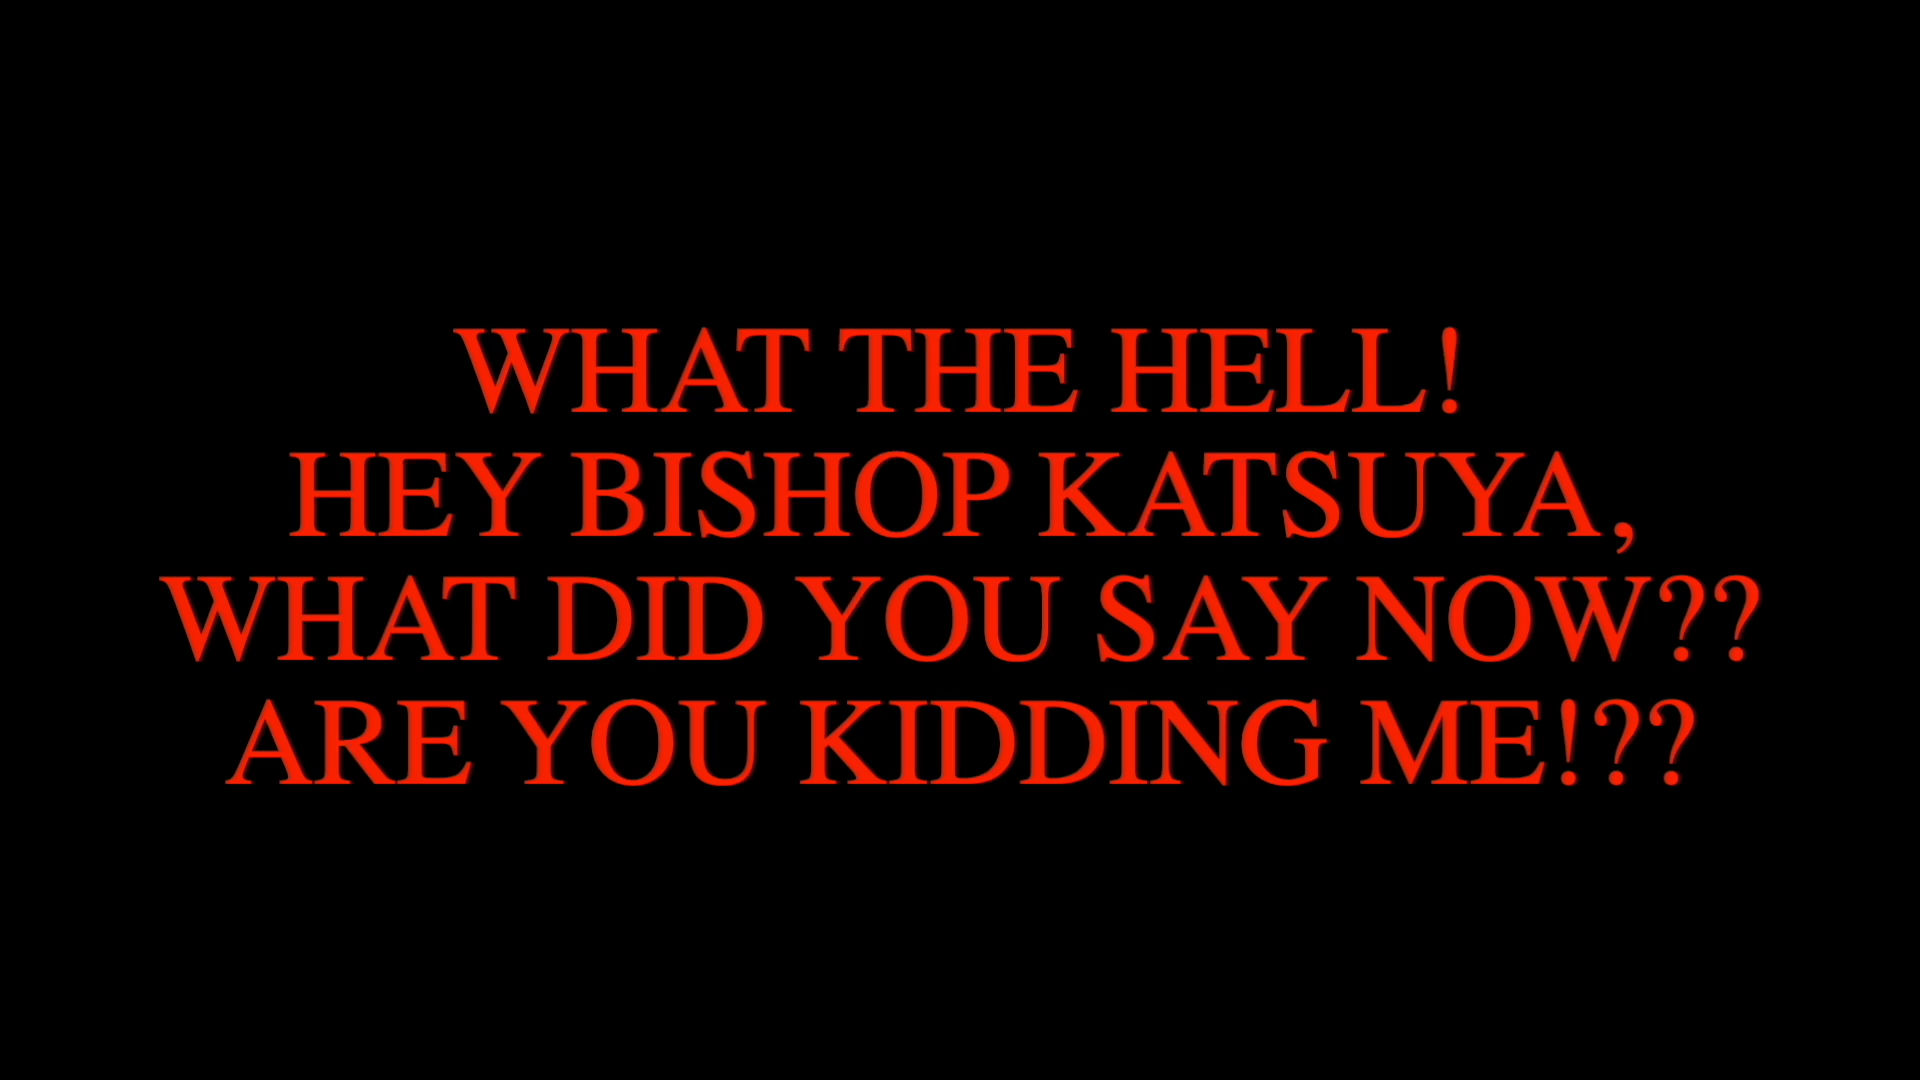 WHAT THE HELL!
HEY BISHOP KATSUYA,
WHAT DID YOU SAY NOW??
ARE YOU KIDDING ME!??